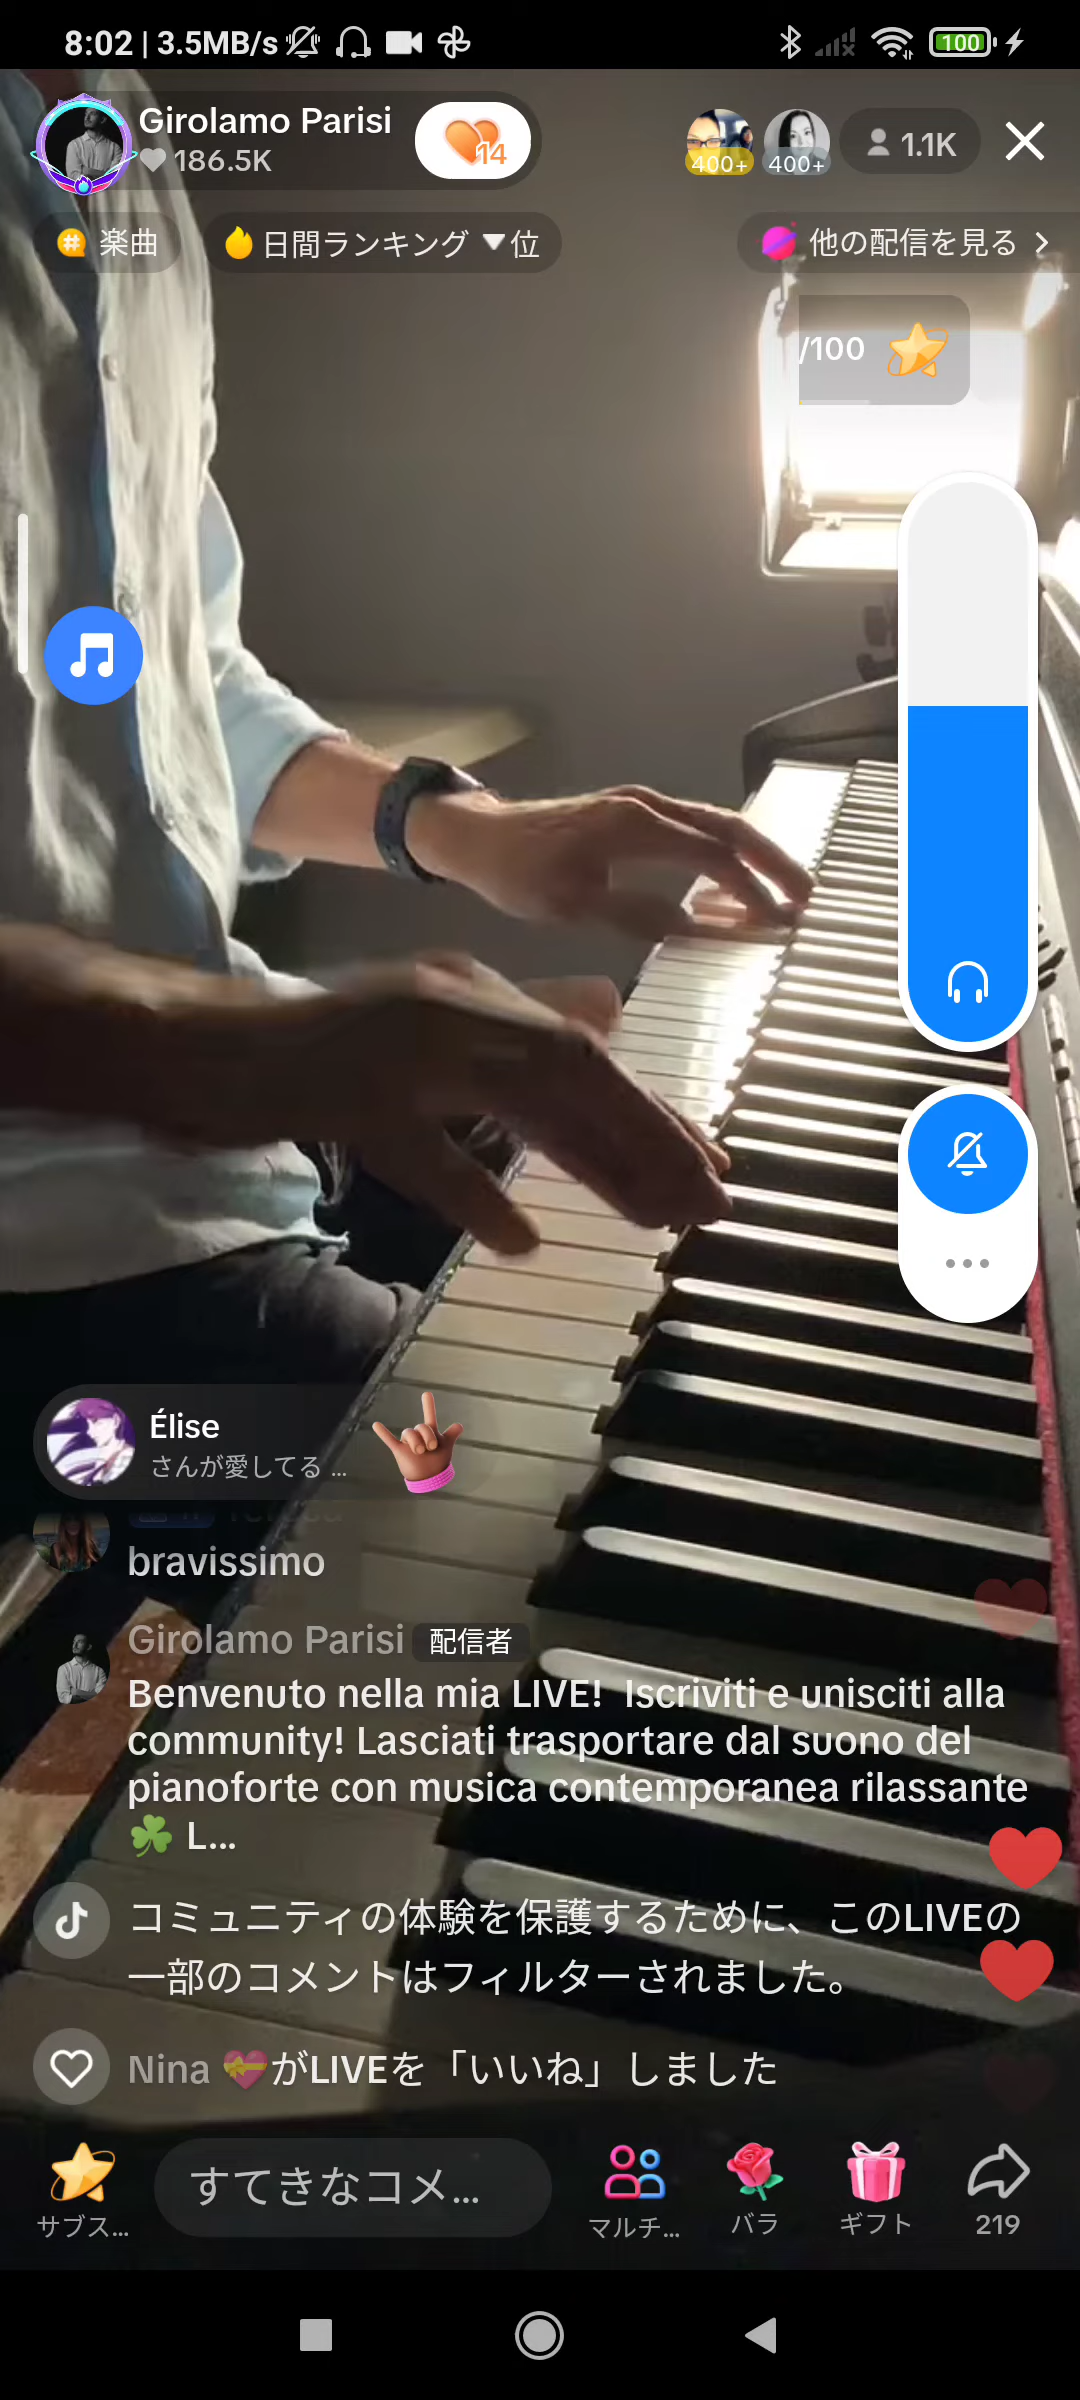 8:02 | 3.5MB/s
100
Girolamo Parisi
186.5K
14
400+
400+
1.1K
楽曲
日間ランキング ▼位
他の配信を見る
/100
Élise
さんが愛してる ...
bravissimo
Girolamo Parisi 配信者
Benvenuto nella mia LIVE! Iscriviti e unisciti alla
community! Lasciati trasportare dal suono del
pianoforte con musica contemporanea rilassante
☘️ L...
コミュニティの体験を保護するために、このLIVEの
一部のコメントはフィルターされました。
Nina 💝がLIVEを「いいね」しました
サブス...
すてきなコメ...
マルチ...
バラ
ギフト
219